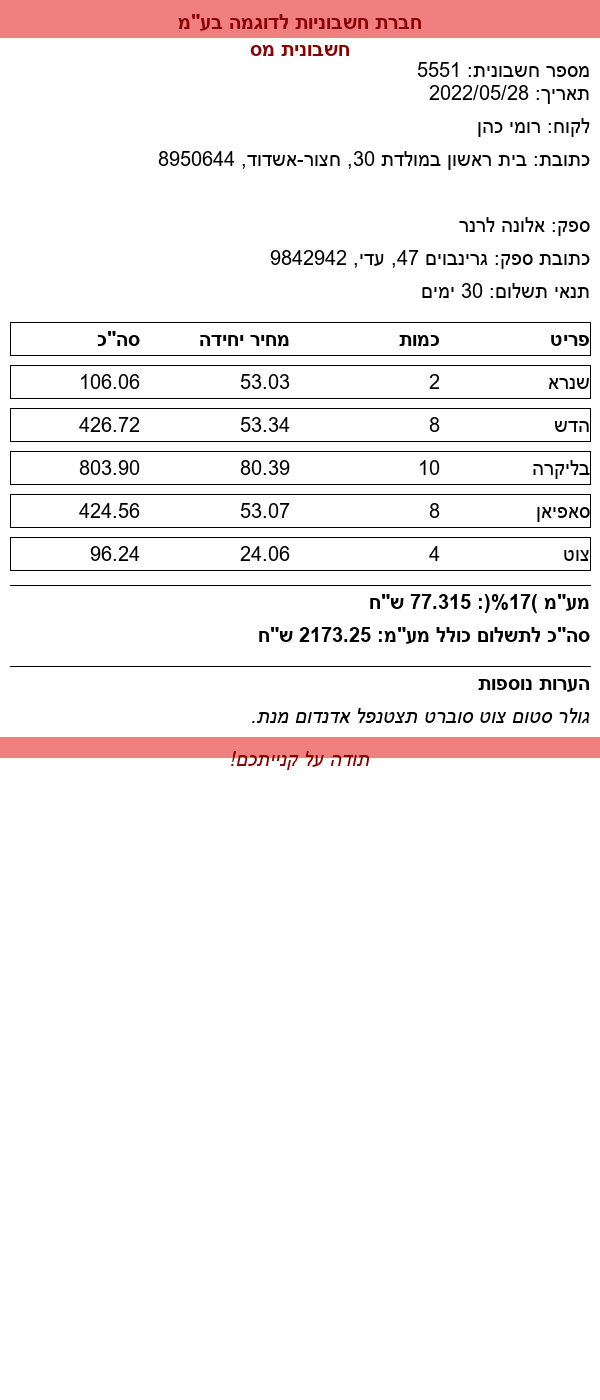 חברת חשבוניות לדוגמה בע"מ
חשבונית מס
מספר חשבונית: 5551
תאריך: 2022/05/28
לקוח: רומי כהן
כתובת: בית ראשון במולדת 30, חצור-אשדוד, 8950644
ספק: אלונה לרנר
כתובת ספק: גרינבוים 47, עדי, 9842942
תנאי תשלום: 30 ימים
פריט כמות מחיר יחידה סה"כ
שנרא 2 53.03 106.06
הדש 8 53.34 426.72
בליקרה 10 80.39 803.90
סאפיאן 8 53.07 424.56
צוט 4 24.06 96.24
מע"מ )17%(: 77.315 ש"ח
סה"כ לתשלום כולל מע"מ: 2173.25 ש"ח
הערות נוספות
גולר סטום צוט סוברט תצטנפל אדנדום מנת.
תודה על קנייתכם!